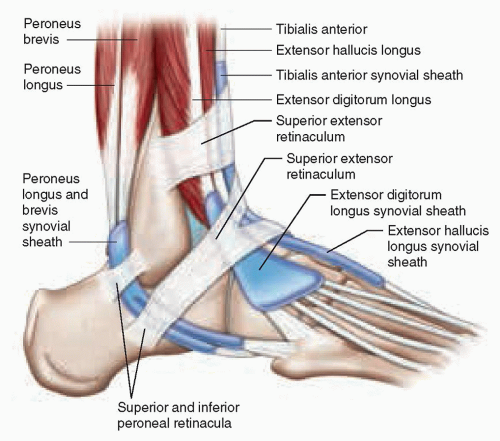 Peroneus
brevis
Peroneus
longus
Peroneus
longus and
brevis
synovial
sheath
Tibialis anterior
Extensor hallucis longus
Tibialis anterior synovial sheath
Extensor digitorum longus
Superior extensor
retinaculum
Superior extensor
retinaculum
Extensor digitorum
longus synovial sheath
Extensor hallucis
longus synovial
sheath
Superior and inferior
peroneal retinacula